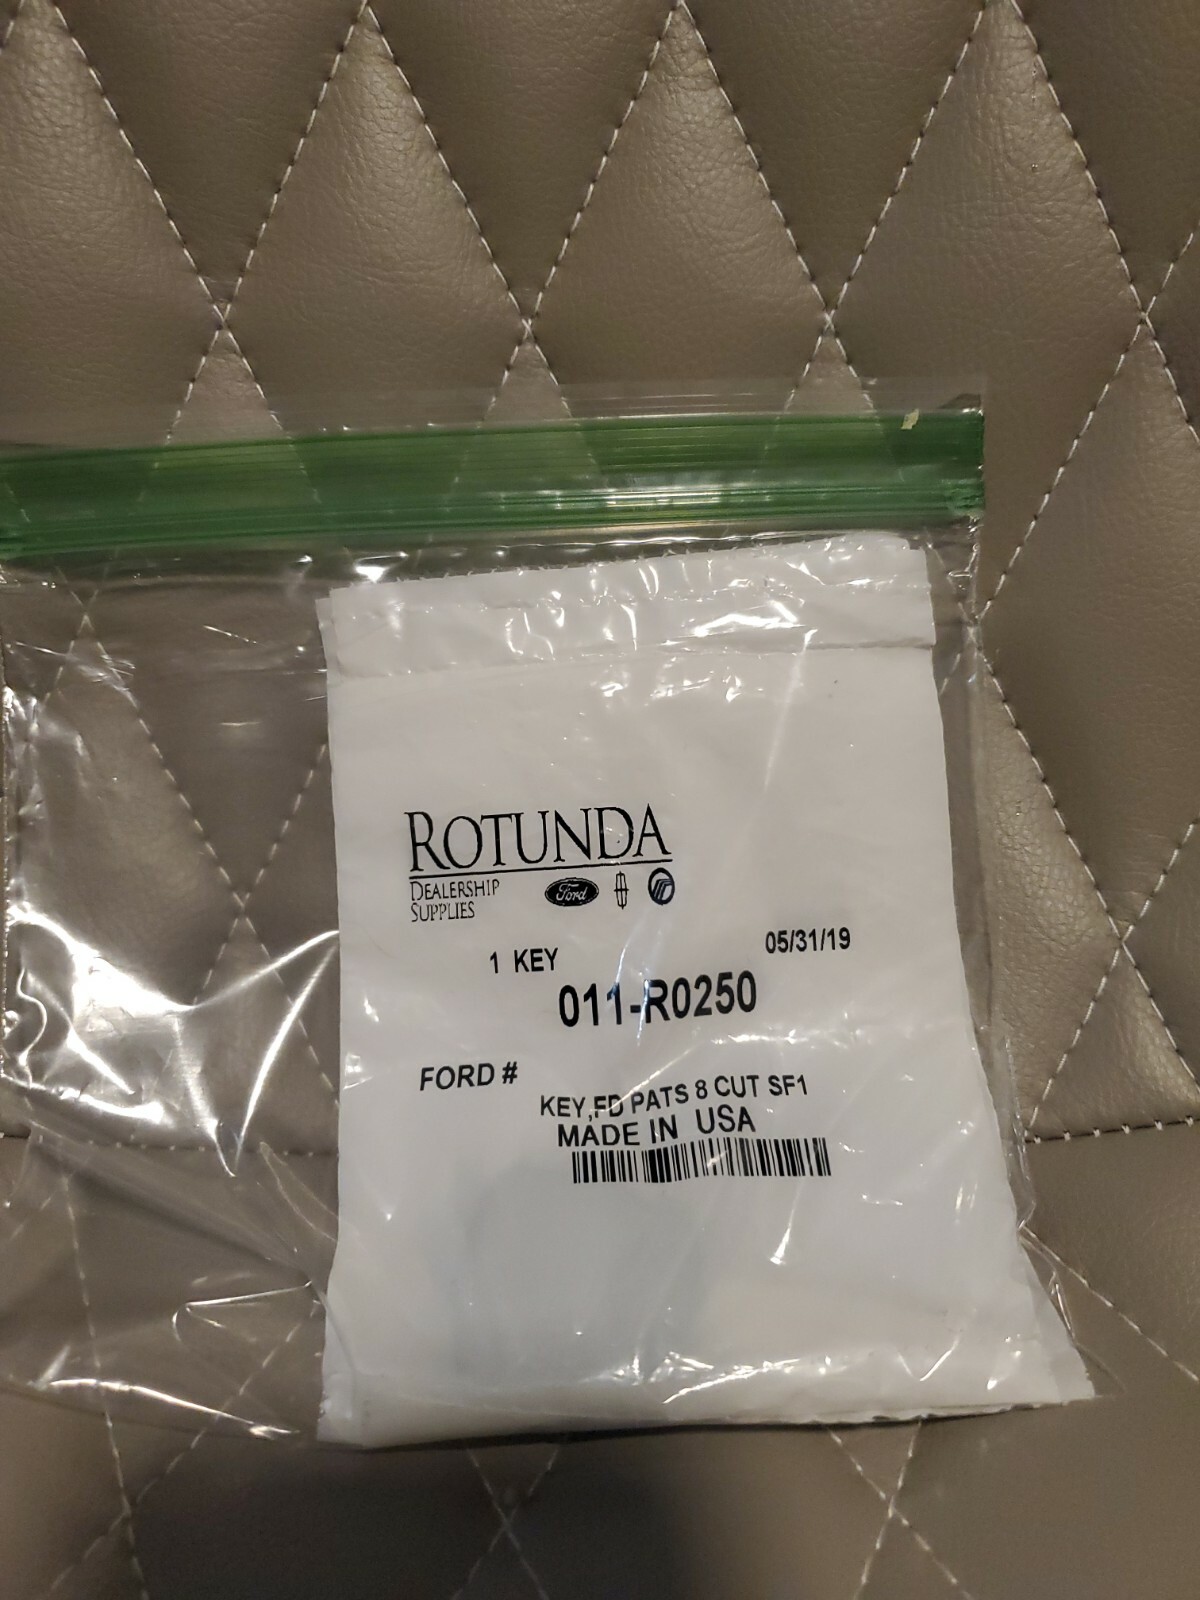 ROTUNDA
DEALERSHIP
SUPPLIES
Ford
1 KEY
05/31/19
011-R0250
FORD #
KEY,FD PATS 8 CUT SF1
MADE IN USA